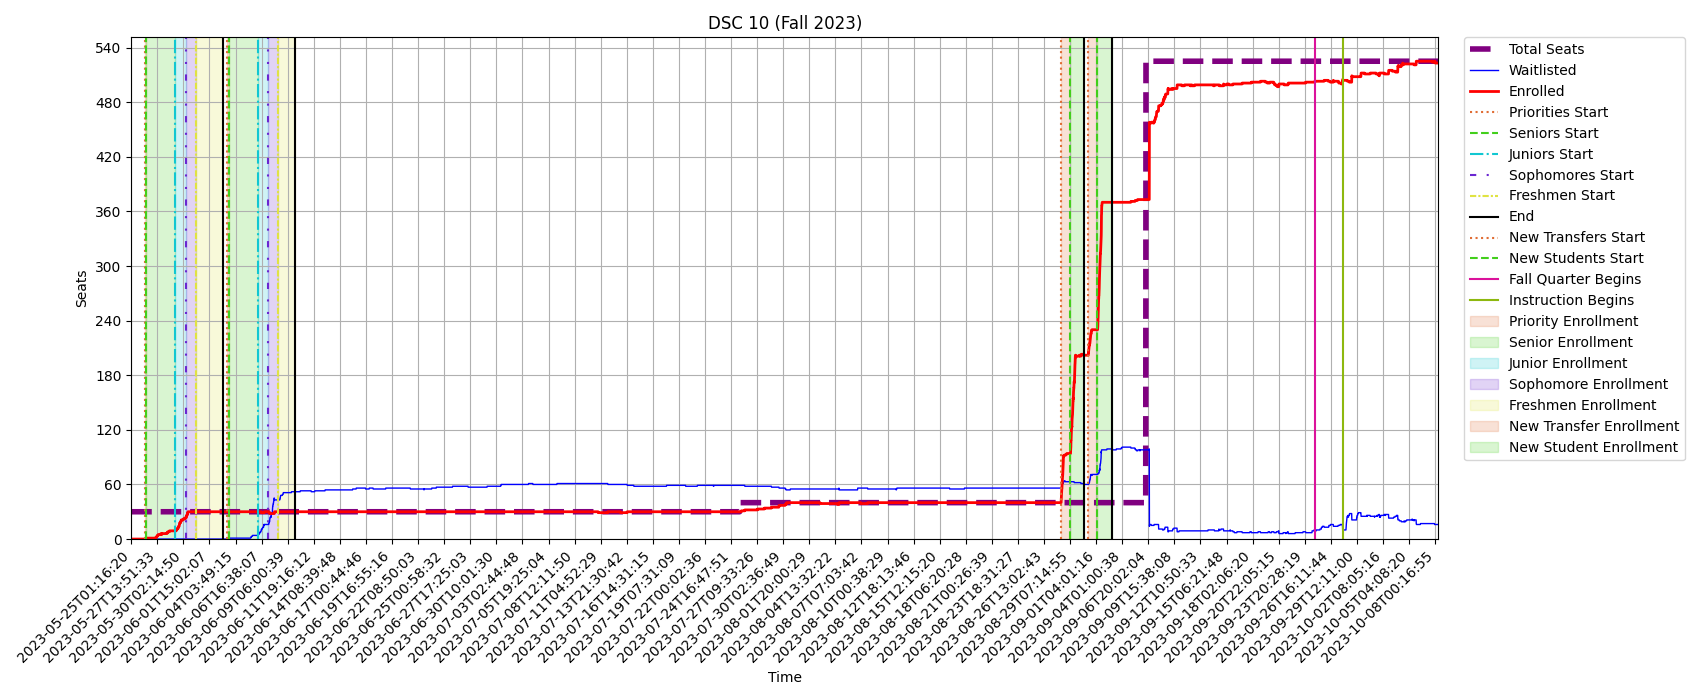 DSC 10 (Fall 2023)
Seats
540
480
420
360
300
240
180
120
60
0
2023-05-25T01:16:20
2023-05-27T13:51:33
2023-05-30T02:14:50
2023-06-01T15:02:07
2023-06-04T03:49:15
2023-06-06T16:38:07
2023-06-09T06:00:39
2023-06-11T19:16:12
2023-06-14T08:39:48
2023-06-17T00:44:46
2023-06-19T16:55:16
2023-06-22T08:50:03
2023-06-25T00:58:32
2023-06-27T17:25:03
2023-06-30T10:01:30
2023-07-03T02:44:48
2023-07-05T19:25:04
2023-07-08T12:11:50
2023-07-11T04:52:29
2023-07-13T21:30:42
2023-07-16T14:31:15
2023-07-19T07:31:09
2023-07-22T00:02:36
2023-07-24T16:47:51
2023-07-27T09:33:26
2023-07-30T02:36:49
2023-08-01T20:00:29
2023-08-04T13:32:22
2023-08-07T07:03:42
2023-08-10T00:38:29
2023-08-12T18:13:46
2023-08-15T12:15:20
2023-08-18T06:20:28
2023-08-21T00:26:39
2023-08-23T18:31:27
2023-08-26T13:02:43
2023-08-29T07:14:55
2023-09-01T04:01:16
2023-09-04T01:00:38
2023-09-06T20:02:04
2023-09-09T15:38:08
2023-09-12T10:50:33
2023-09-15T06:21:48
2023-09-18T02:06:20
2023-09-20T22:05:15
2023-09-23T20:28:19
2023-09-26T16:11:44
2023-09-29T12:11:00
2023-10-02T08:05:16
2023-10-05T04:08:20
2023-10-08T00:16:55
Time
Total Seats
Waitlisted
Enrolled
Priorities Start
Seniors Start
Juniors Start
Sophomores Start
Freshmen Start
End
New Transfers Start
New Students Start
Fall Quarter Begins
Instruction Begins
Priority Enrollment
Senior Enrollment
Junior Enrollment
Sophomore Enrollment
Freshmen Enrollment
New Transfer Enrollment
New Student Enrollment